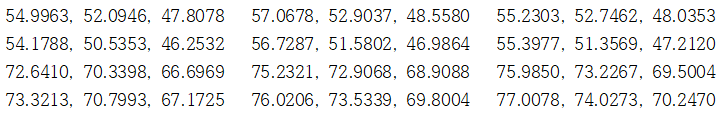 54.9963, 52.0946, 47.8078 57.0678, 52.9037, 48.5580 55.2303, 52.7462, 48.0353
54.1788, 50.5353, 46.2532 56.7287, 51.5802, 46.9864 55.3977, 51.3569, 47.2120
72.6410, 70.3398, 66.6969 75.2321, 72.9068, 68.9088 75.9850, 73.2267, 69.5004
73.3213, 70.7993, 67.1725 76.0206, 73.5339, 69.8004 77.0078, 74.0273, 70.2470